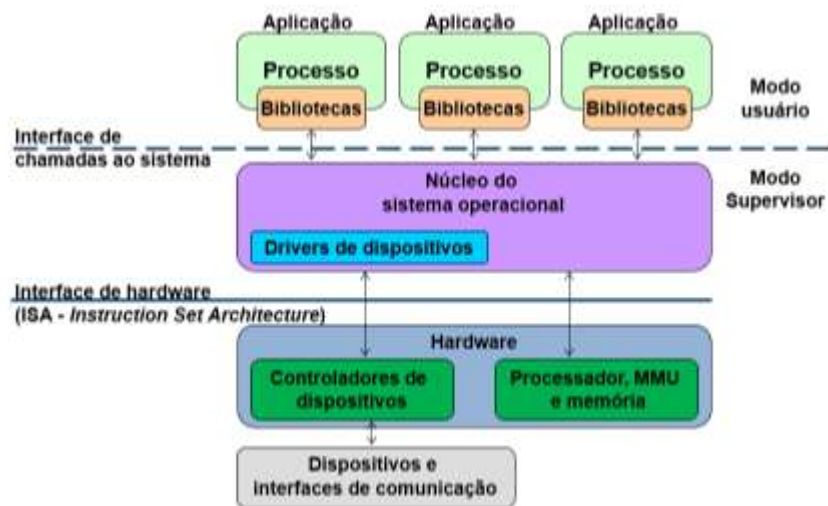 Aplicação Aplicação Aplicação
Processo Processo Processo
Bibliotecas Bibliotecas Bibliotecas
Modo
usuário
Interface de
chamadas ao sistema
Núcleo do
sistema operacional
Modo
Supervisor
Drivers de dispositivos
Interface de hardware
(ISA - Instruction Set Architecture)
Hardware
Controladores de
dispositivos
Processador, MMU
e memória
Dispositivos e
interfaces de comunicação